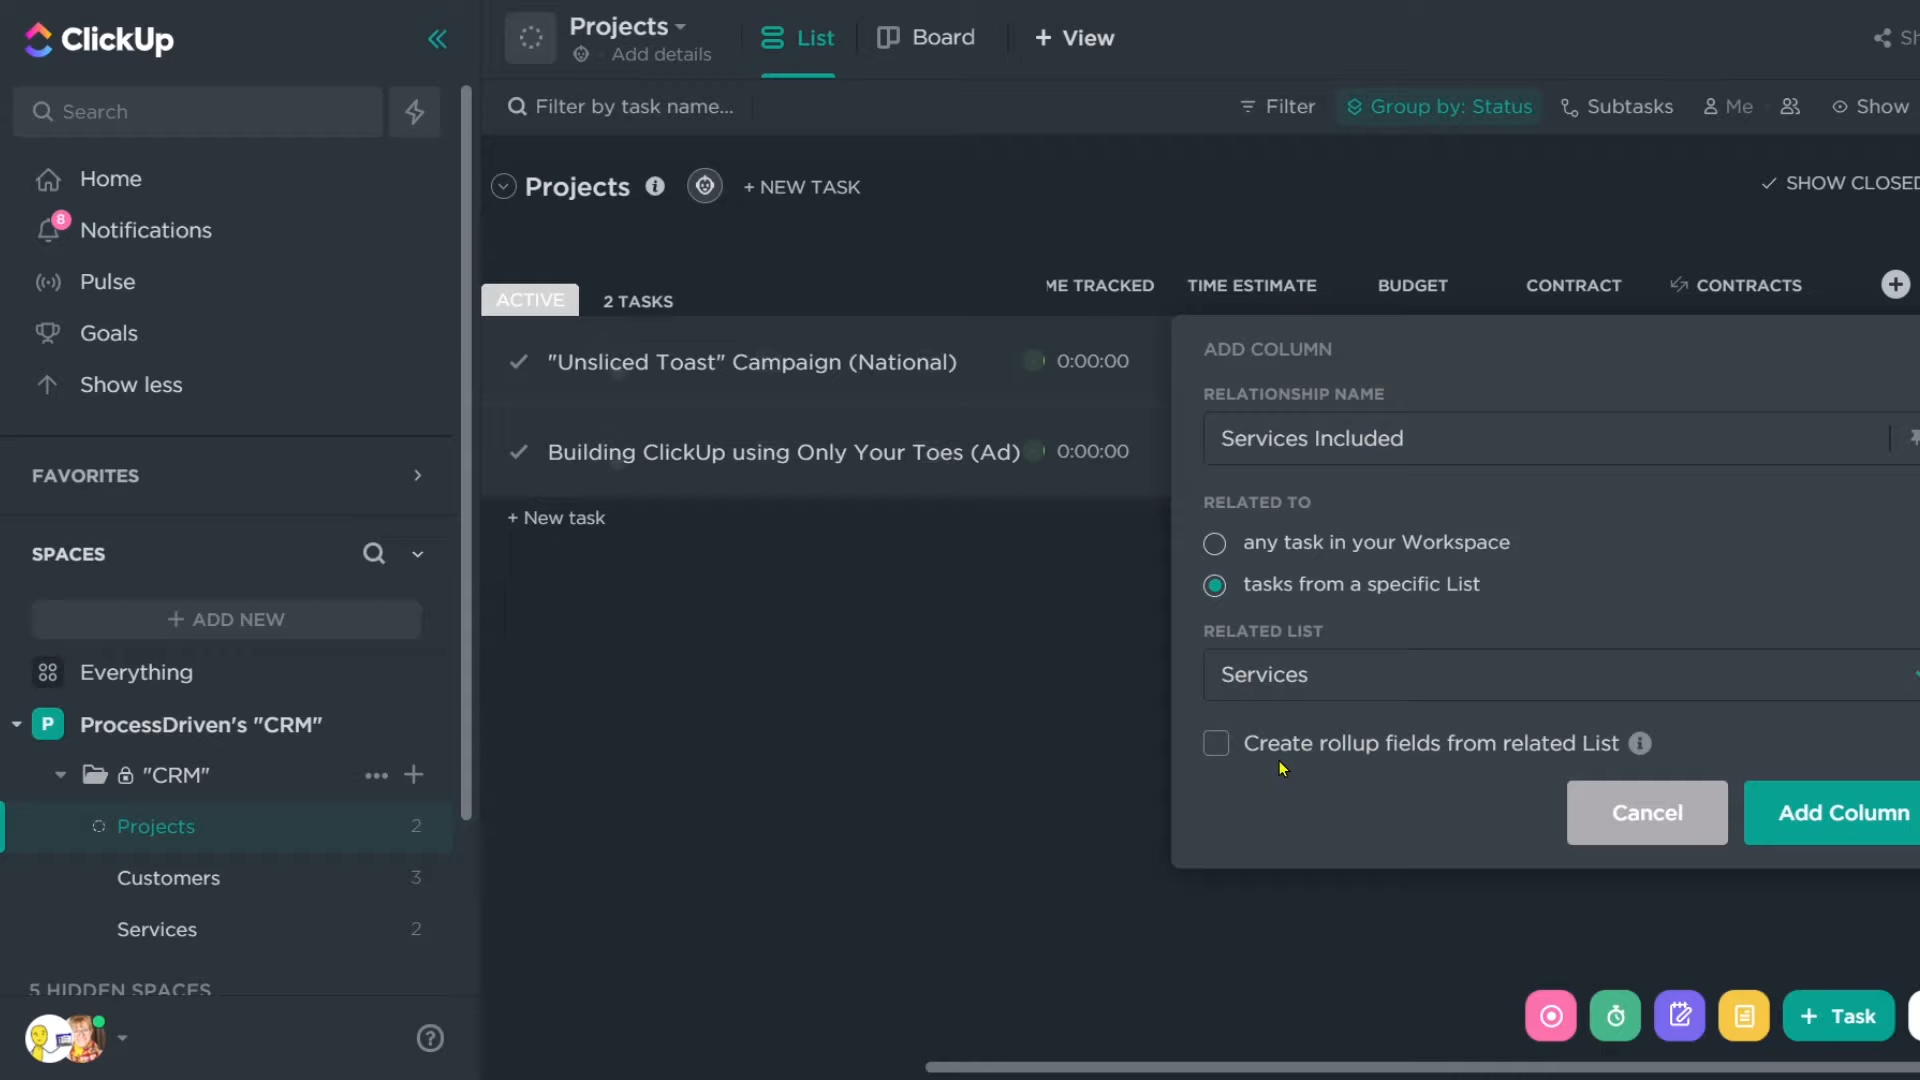 ClickUp
Projects
Add details
List
Board
+ View
Search
Filter by task name...
Filter
Group by: Status
Subtasks
Me
Show
Home
8
Notifications
Pulse
Goals
Show less
Projects
+ NEW TASK
SHOW CLOSED
ACTIVE
2 TASKS
ME TRACKED
TIME ESTIMATE
BUDGET
CONTRACT
CONTRACTS
"Unsliced Toast" Campaign (National)
0:00:00
Building ClickUp using Only Your Toes (Ad)
0:00:00
+ New task
ADD COLUMN
RELATIONSHIP NAME
Services Included
RELATED TO
any task in your Workspace
tasks from a specific List
RELATED LIST
Services
Create rollup fields from related List
Cancel
Add Column
FAVORITES
SPACES
+ ADD NEW
Everything
P
ProcessDriven's "CRM"
"CRM"
Projects
2
Customers
3
Services
2
5 HIDDEN SPACES
+ Task